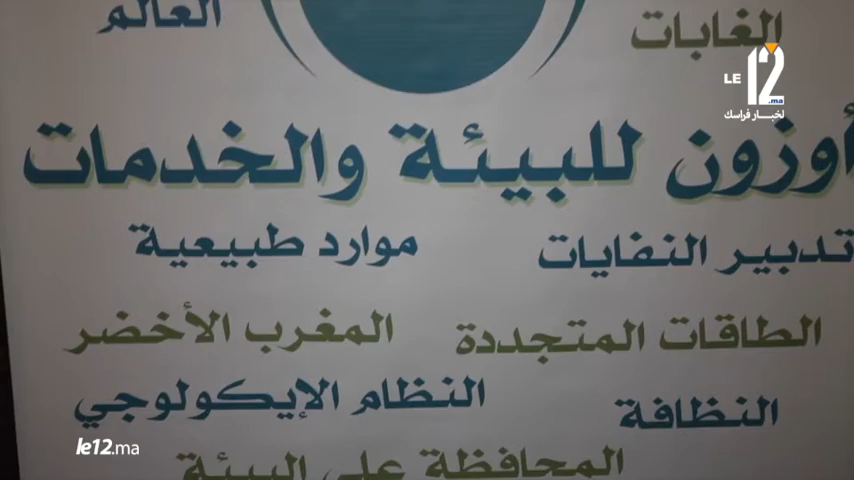 الغابات العالم
LE 12 .ma
لخبار فراسك
أوزون للبيئة والخدمات
تدبير النفايات موارد طبيعية
الطاقات المتجددة المغرب الأخضر
النظافة النظام الإيكولوجي
المحافظة على البيئة
le12.ma